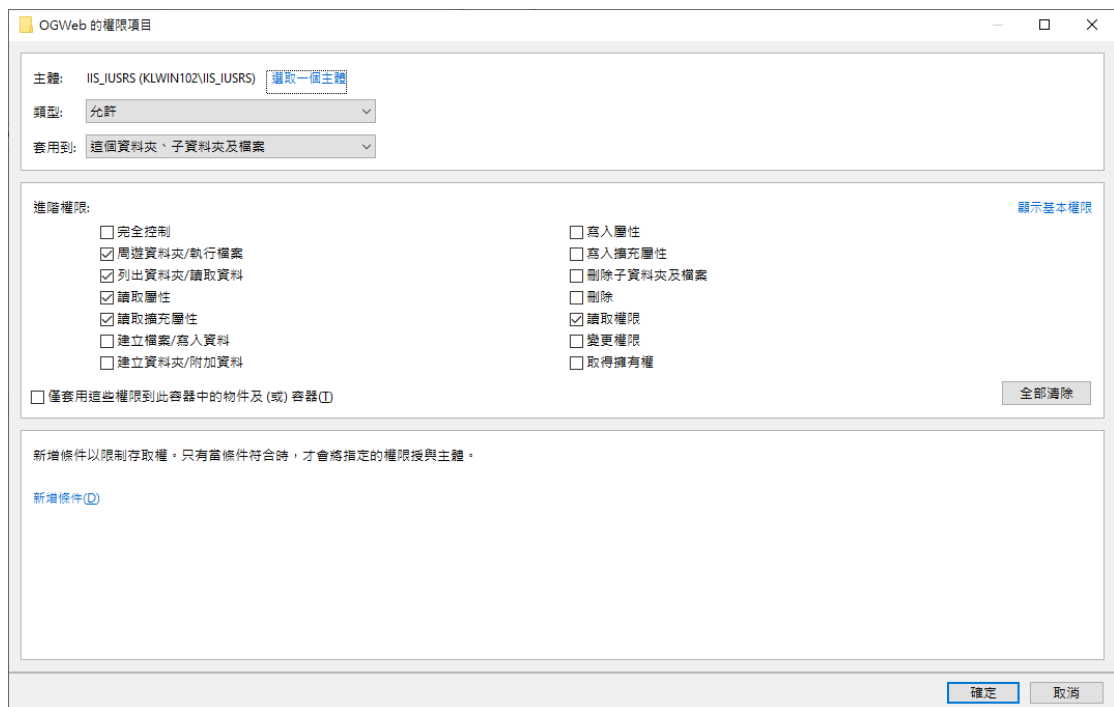 OGWeb 的權限項目
主體: IIS_IUSRS (KLWIN102\IIS_IUSRS) 選取一個主體
類型: 允許
套用到: 這個資料夾、子資料夾及檔案
進階權限: 顯示基本權限
完全控制 寫入屬性
周遊資料夾/執行檔案 寫入擴充屬性
列出資料夾/讀取資料 刪除子資料夾及檔案
讀取屬性 刪除
讀取擴充屬性 讀取權限
建立檔案/寫入資料 變更權限
建立資料夾/附加資料 取得擁有權
僅套用這些權限到此容器中的物件及 (或) 容器(T) 全部清除
新增條件以限制存取權。只有當條件符合時，才會將指定的權限授與主體。
新增條件(D)
確定 取消